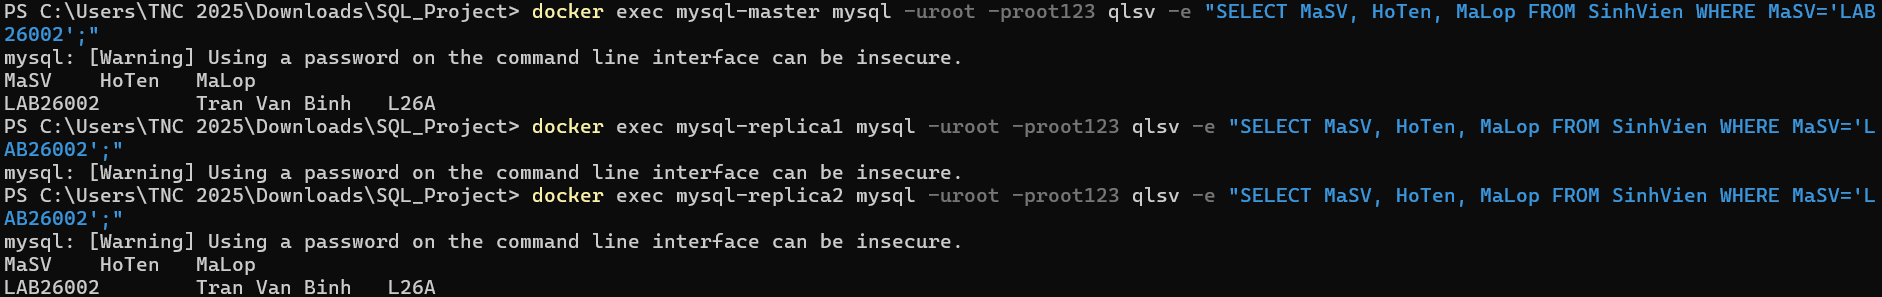 PS C:\Users\TNC 2025\Downloads\SQL_Project> docker exec mysql-master mysql -uroot -proot123 qlsv -e "SELECT MaSV, HoTen, MaLop FROM SinhVien WHERE MaSV='LAB
26002';"
mysql: [Warning] Using a password on the command line interface can be insecure.
MaSV    HoTen   MaLop
LAB26002        Tran Van Binh   L26A
PS C:\Users\TNC 2025\Downloads\SQL_Project> docker exec mysql-replica1 mysql -uroot -proot123 qlsv -e "SELECT MaSV, HoTen, MaLop FROM SinhVien WHERE MaSV='L
AB26002';"
mysql: [Warning] Using a password on the command line interface can be insecure.
PS C:\Users\TNC 2025\Downloads\SQL_Project> docker exec mysql-replica2 mysql -uroot -proot123 qlsv -e "SELECT MaSV, HoTen, MaLop FROM SinhVien WHERE MaSV='L
AB26002';"
mysql: [Warning] Using a password on the command line interface can be insecure.
MaSV    HoTen   MaLop
LAB26002        Tran Van Binh   L26A